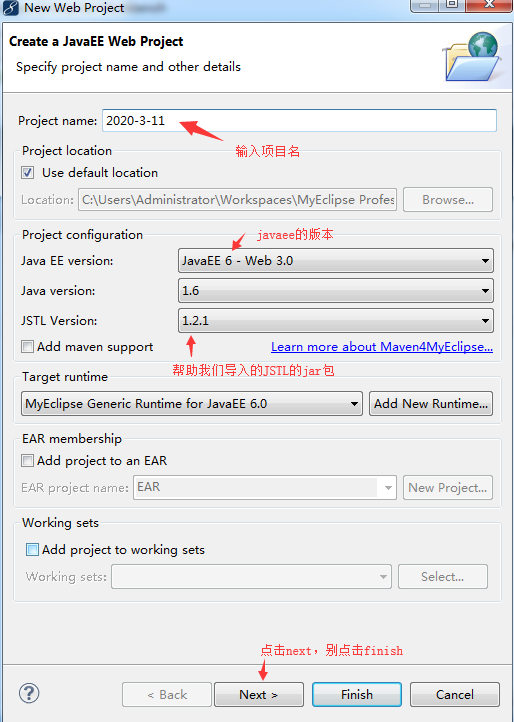 New Web Project
Create a JavaEE Web Project
Specify project name and other details
Project name: 2020-3-11
输入项目名
Project location
Use default location
Location: C:\Users\Administrator\Workspaces\MyEclipse Profes Browse...
Project configuration
javaee的版本
Java EE version: JavaEE 6 - Web 3.0
Java version: 1.6
JSTL Version: 1.2.1
Add maven support Learn more about Maven4MyEclipse...
帮助我们导入的JSTL的jar包
Target runtime
MyEclipse Generic Runtime for JavaEE 6.0 Add New Runtime...
EAR membership
Add project to an EAR
EAR project name: EAR New Project...
Working sets
Add project to working sets
Working sets: Select...
点击next，别点击finish
? < Back Next > Finish Cancel